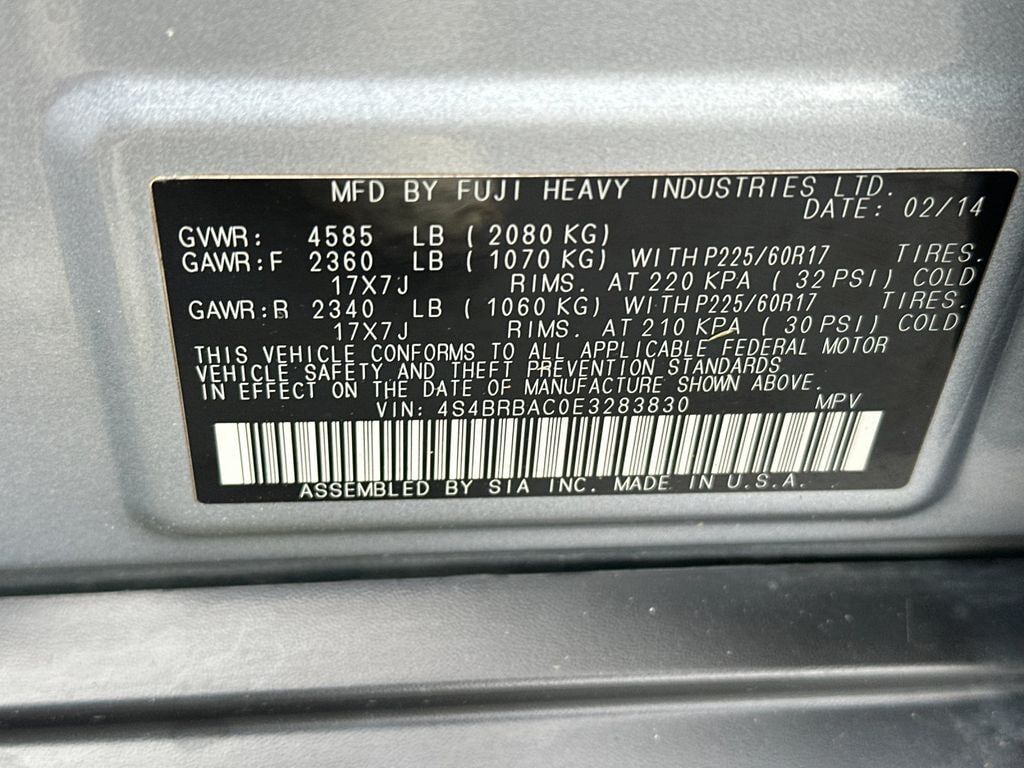 MFD BY FUJI HEAVY INDUSTRIES LTD.
DATE: 02/14
GVWR: 4585 LB ( 2080 KG)
GAWR:F 2360 LB ( 1070 KG) WITH P225/60R17 TIRES.
17X7J RIMS. AT 220 KPA ( 32 PSI) COLD
GAWR:R 2340 LB ( 1060 KG) WITH P225/60R17 TIRES.
17X7J RIMS. AT 210 KPA ( 30 PSI) COLD
THIS VEHICLE CONFORMS TO ALL APPLICABLE FEDERAL MOTOR
VEHICLE SAFETY AND THEFT PREVENTION STANDARDS
IN EFFECT ON THE DATE OF MANUFACTURE SHOWN ABOVE.
VIN: 4S4BRBAC0E3283830 MPV
ASSEMBLED BY SIA INC. MADE IN U.S.A.